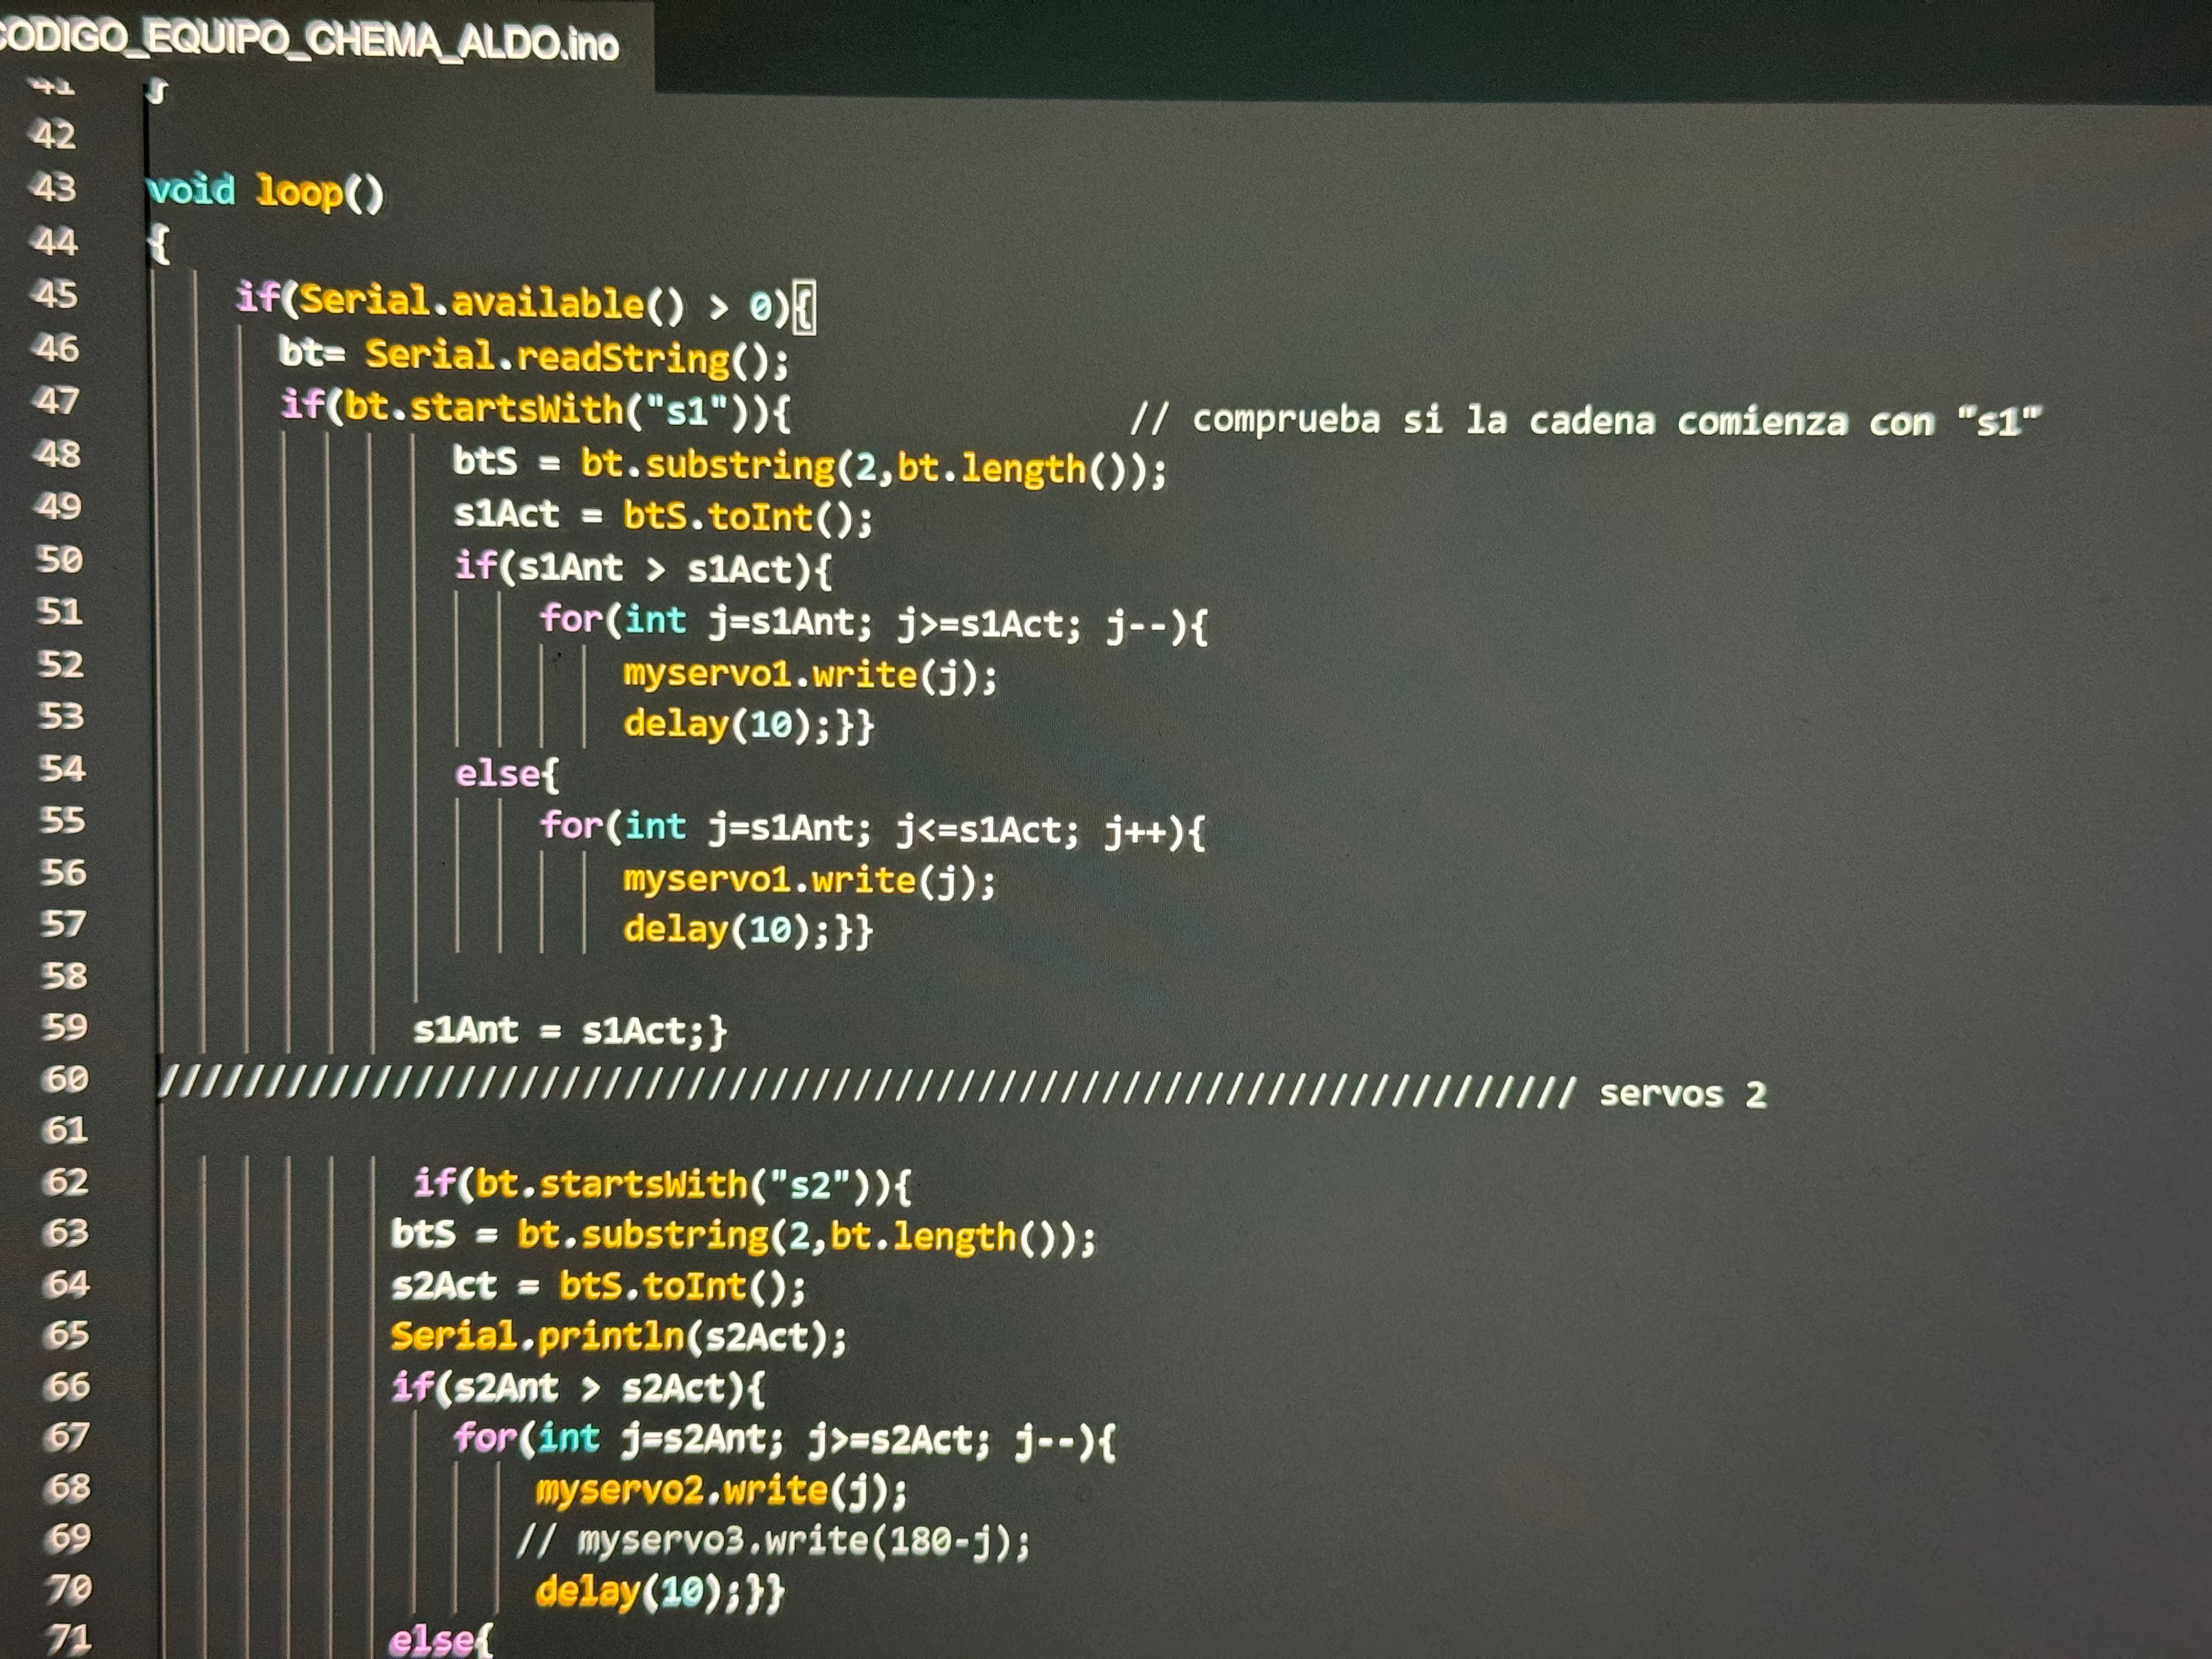 CODIGO_EQUIPO_CHEMA_ALDO.ino
41 }
42
43 void loop()
44 {
45 if(Serial.available() > 0){
46 bt= Serial.readString();
47 if(bt.startsWith("s1")){ // comprueba si la cadena comienza con "s1"
48 btS = bt.substring(2,bt.length());
49 s1Act = btS.toInt();
50 if(s1Ant > s1Act){
51 for(int j=s1Ant; j>=s1Act; j--){
52 myservo1.write(j);
53 delay(10);}}
54 else{
55 for(int j=s1Ant; j<=s1Act; j++){
56 myservo1.write(j);
57 delay(10);}}
58
59 s1Ant = s1Act;}
60 /////////////////////////////////////////////////////////////////// servos 2
61
62 if(bt.startsWith("s2")){
63 btS = bt.substring(2,bt.length());
64 s2Act = btS.toInt();
65 Serial.println(s2Act);
66 if(s2Ant > s2Act){
67 for(int j=s2Ant; j>=s2Act; j--){
68 myservo2.write(j);
69 // myservo3.write(180-j);
70 delay(10);}}
71 else{